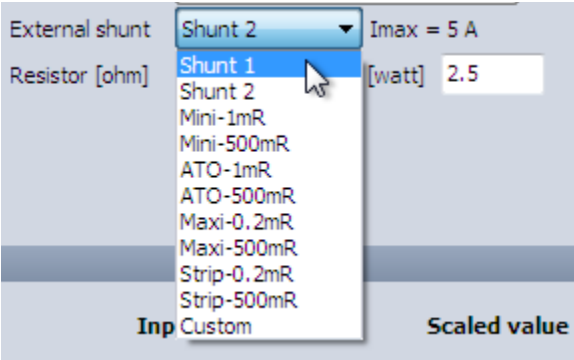 External shunt Shunt 2 Imax = 5 A
Resistor [ohm] Shunt 1 [watt] 2.5
Shunt 2
Mini-1mR
Mini-500mR
ATO-1mR
ATO-500mR
Maxi-0.2mR
Maxi-500mR
Strip-0.2mR
Strip-500mR
Custom
Inp Scaled value